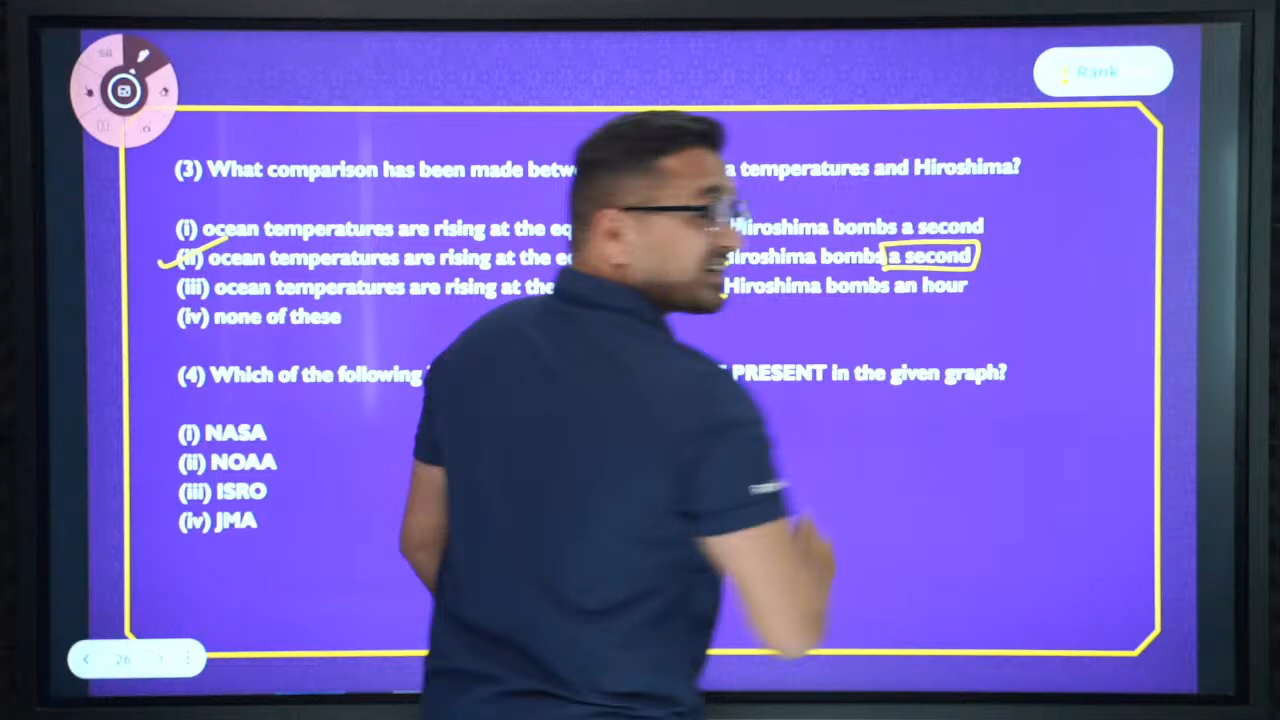 Rank
(3) What comparison has been made temperatures and Hiroshima?
(i) ocean temperatures are rising at the Hiroshima bombs a second
(ii) ocean temperatures are rising at the Hiroshima bombs a second
(iii) ocean temperatures are rising at the Hiroshima bombs an hour
(iv) none of these
(4) Which of the following PRESENT in the given graph?
(i) NASA
(ii) NOAA
(iii) ISRO
(iv) JMA
26